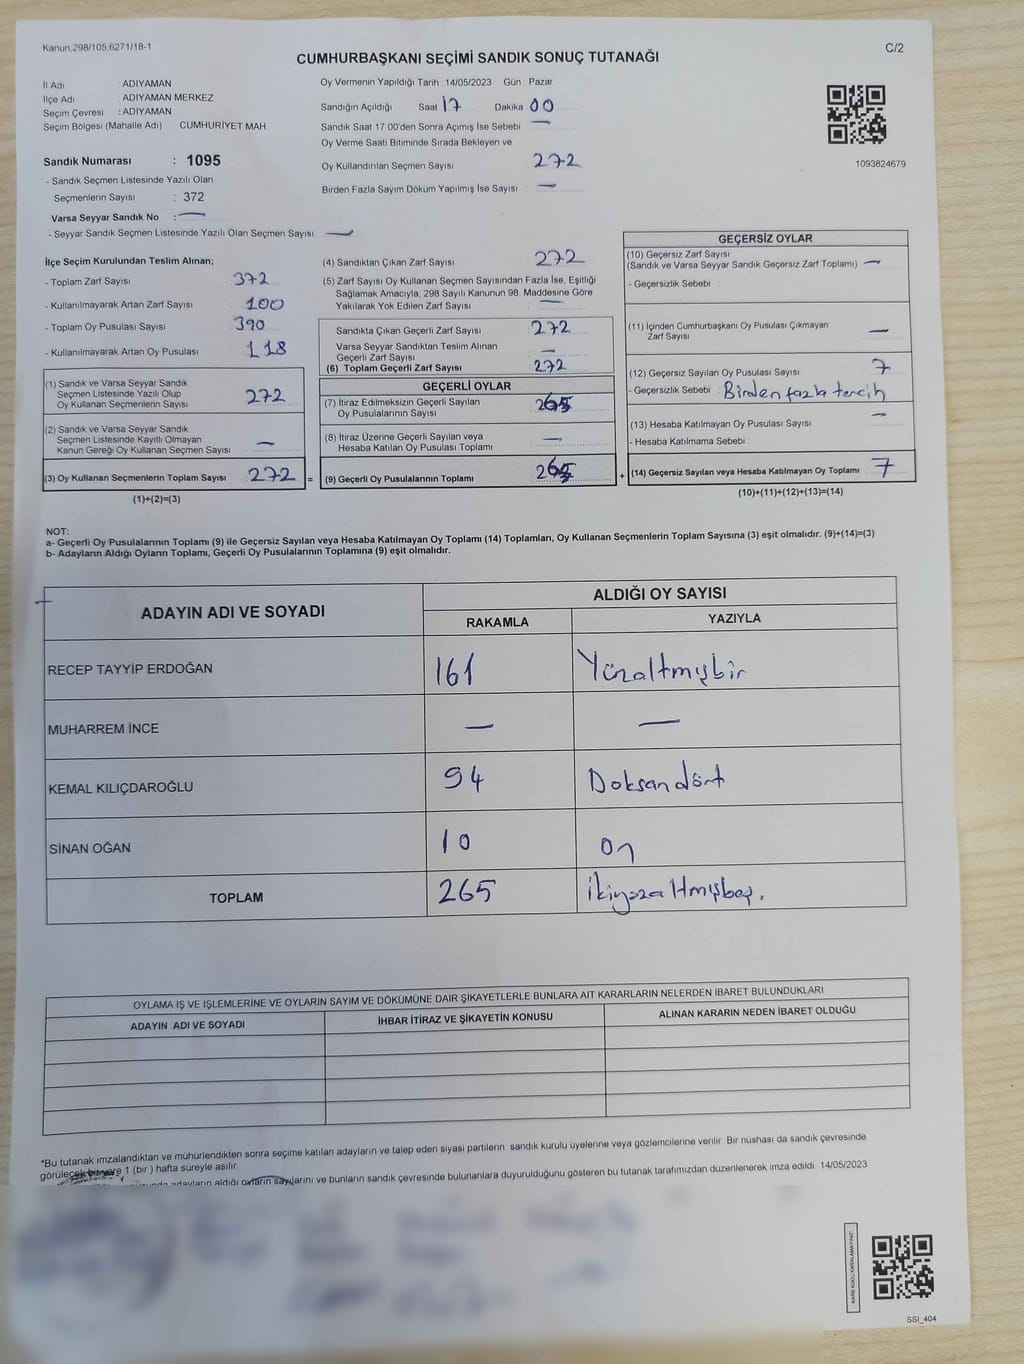 Kanun 298/105,6271/18-1
C/2
CUMHURBAŞKANI SEÇİMİ SANDIK SONUÇ TUTANAĞI
İl Adı : ADIYAMAN
İlçe Adı : ADIYAMAN MERKEZ
Seçim Çevresi : ADIYAMAN
Seçim Bölgesi (Mahalle Adı) : CUMHURİYET MAH.
Sandık Numarası : 1095
- Sandık Seçmen Listesinde Yazılı Olan
Seçmenlerin Sayısı : 372
Varsa Seyyar Sandık No : —
- Seyyar Sandık Seçmen Listesinde Yazılı Olan Seçmen Sayısı : —
Oy Vermenin Yapıldığı Tarih : 14/05/2023 Gün : Pazar
Sandığın Açıldığı Saat 17 Dakika 00
Sandık Saat 17:00'den Sonra Açımış İse Sebebi —
Oy Verme Saati Bitiminde Sırada Bekleyen ve
Oy Kullandırılan Seçmen Sayısı 272
Birden Fazla Sayım Döküm Yapılmış İse Sayısı —
1093824679
İlçe Seçim Kurulundan Teslim Alınan;
- Toplam Zarf Sayısı 372
- Kullanılmayarak Artan Zarf Sayısı 100
- Toplam Oy Pusulası Sayısı 390
- Kullanılmayarak Artan Oy Pusulası 118
(1) Sandık ve Varsa Seyyar Sandık
Seçmen Listesinde Yazılı Olup
Oy Kullanan Seçmenlerin Sayısı 272
(2) Sandık ve Varsa Seyyar Sandık
Seçmen Listesinde Kayıtlı Olmayan
Kanun Gereği Oy Kullanan Seçmen Sayısı —
(3) Oy Kullanan Seçmenlerin Toplam Sayısı 272 =
(1)+(2)=(3)
(4) Sandıktan Çıkan Zarf Sayısı 272
(5) Zarf Sayısı Oy Kullanan Seçmen Sayısından Fazla İse, Eşitliği
Sağlamak Amacıyla, 298 Sayılı Kanunun 98. Maddesine Göre
Yakılarak Yok Edilen Zarf Sayısı —
Sandıkta Çıkan Geçerli Zarf Sayısı 272
Varsa Seyyar Sandıktan Teslim Alınan
Geçerli Zarf Sayısı —
(6) Toplam Geçerli Zarf Sayısı 272
GEÇERLİ OYLAR
(7) İtiraz Edilmeksizin Geçerli Sayılan
Oy Pusulalarının Sayısı 265
(8) İtiraz Üzerine Geçerli Sayılan veya
Hesaba Katılan Oy Pusulası Toplamı —
(9) Geçerli Oy Pusulalarının Toplamı 265 +
GEÇERSİZ OYLAR
(10) Geçersiz Zarf Sayısı
(Sandık ve Varsa Seyyar Sandık Geçersiz Zarf Toplamı) —
- Geçersizlik Sebebi :
(11) İçinden Cumhurbaşkanı Oy Pusulası Çıkmayan
Zarf Sayısı —
(12) Geçersiz Sayılan Oy Pusulası Sayısı 7
- Geçersizlik Sebebi : Birden fazla tercih
(13) Hesaba Katılmayan Oy Pusulası Sayısı —
- Hesaba Katılmama Sebebi :
(14) Geçersiz Sayılan veya Hesaba Katılmayan Oy Toplamı 7
(10)+(11)+(12)+(13)=(14)
NOT:
a- Geçerli Oy Pusulalarının Toplamı (9) ile Geçersiz Sayılan veya Hesaba Katılmayan Oy Toplamı (14) Toplamları, Oy Kullanan Seçmenlerin Toplam Sayısına (3) eşit olmalıdır. (9)+(14)=(3)
b- Adayların Aldığı Oyların Toplamı, Geçerli Oy Pusulalarının Toplamına (9) eşit olmalıdır.
ADAYIN ADI VE SOYADI
ALDIĞI OY SAYISI
RAKAMLA YAZIYLA
RECEP TAYYİP ERDOĞAN 161 Yüzaltmışbir
MUHARREM İNCE — —
KEMAL KILIÇDAROĞLU 94 Doksandört
SİNAN OĞAN 10 On
TOPLAM 265 İkiyüzaltmışbeş.
OYLAMA İŞ VE İŞLEMLERİNE VE OYLARIN SAYIM VE DÖKÜMÜNE DAİR ŞİKAYETLERLE BUNLARA AİT KARARLARIN NELERDEN İBARET BULUNDUKLARI
ADAYIN ADI VE SOYADI İHBAR İTİRAZ VE ŞİKAYETİN KONUSU ALINAN KARARIN NEDEN İBARET OLDUĞU
*Bu tutanak imzalandıktan ve mühürlendikten sonra seçime katılan adayların ve talep eden siyasi partilerin sandık kurulu üyelerine veya gözlemcilerine verilir. Bir nüshası da sandık çevresinde
görülecek bir yere 1 (bir ) hafta süreyle asılır.
adayların aldığı oyların sayılarını ve bunların sandık çevresinde bulunanlara duyurulduğunu gösteren bu tutanak tarafımızdan düzenlenerek imza edildi. 14/05/2023
KARE KODU KARALAMAYINIZ!
SSI_404